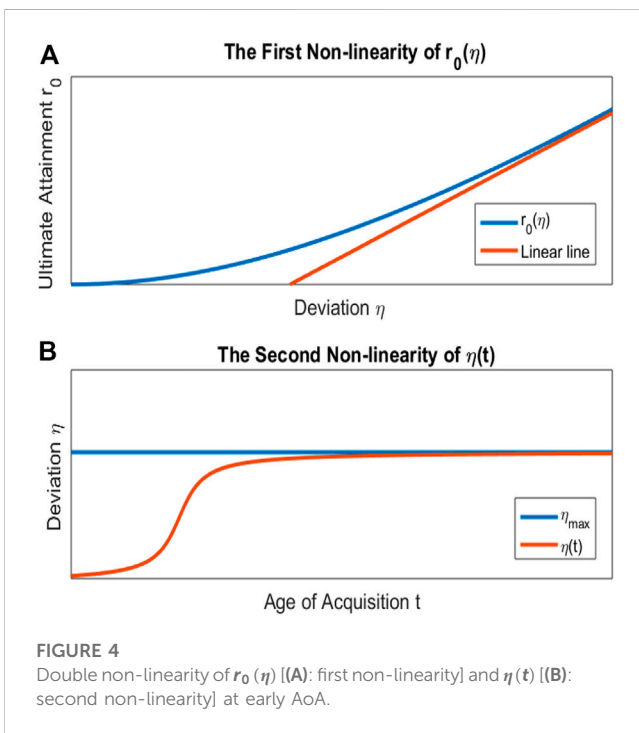 A
The First Non-linearity of r₀(η)
Ultimate Attainment r₀
r₀(η)
Linear line
Deviation η
B
The Second Non-linearity of η(t)
Deviation η
η_max
η(t)
Age of Acquisition t
FIGURE 4
Double non-linearity of r₀ (η) [(A): first non-linearity] and η(t) [(B):
second non-linearity] at early AoA.